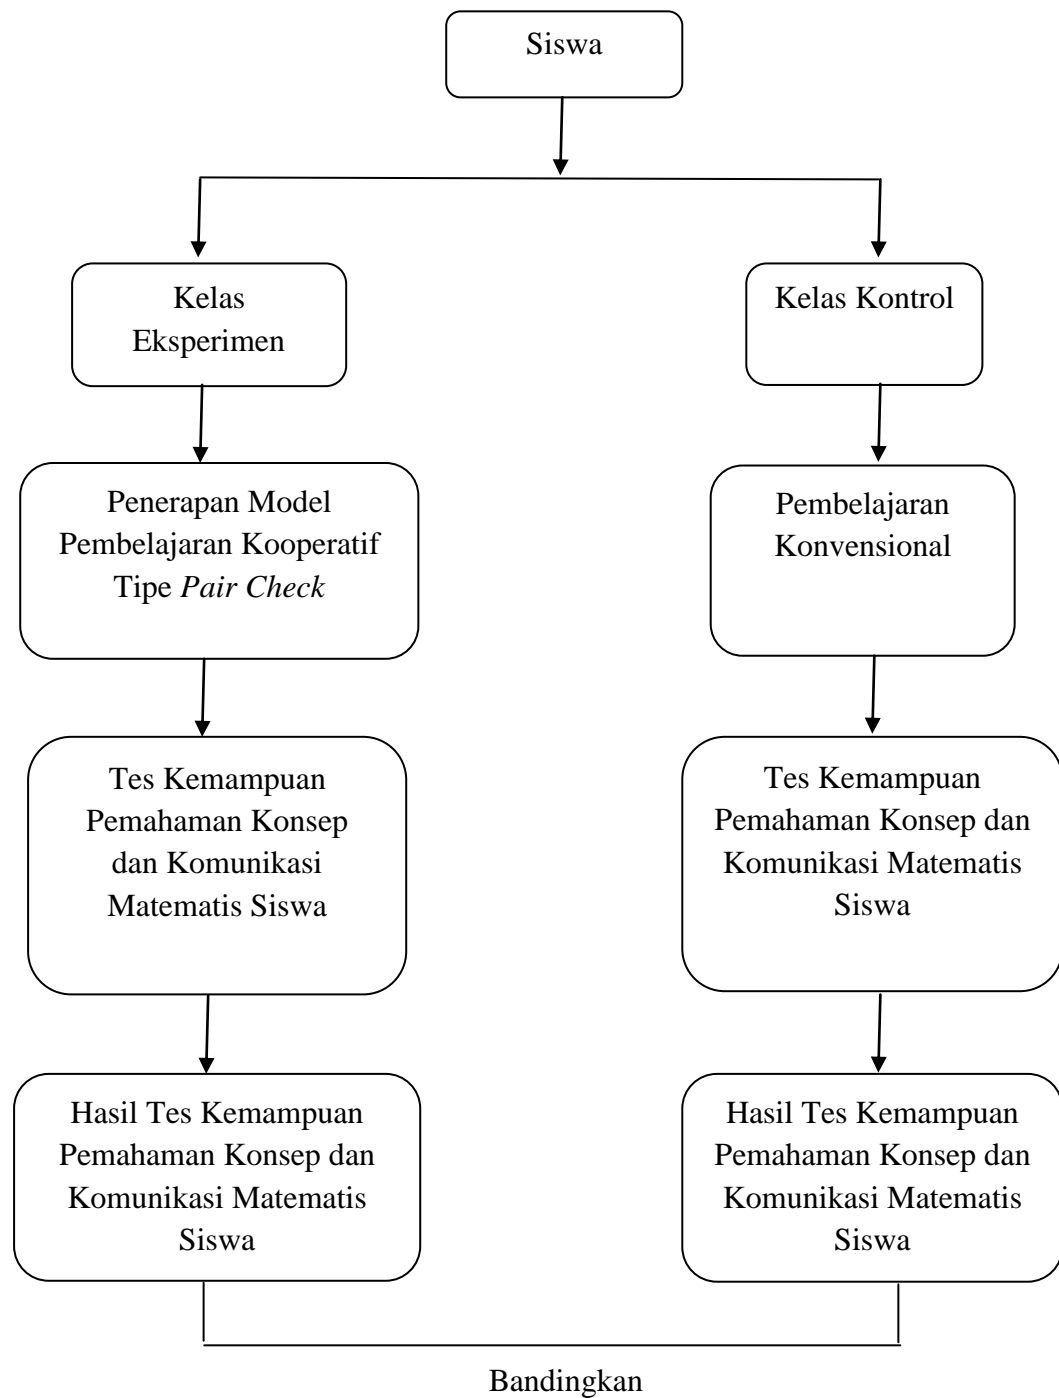 Siswa
Kelas
Eksperimen
Kelas Kontrol
Penerapan Model
Pembelajaran Kooperatif
Tipe Pair Check
Pembelajaran
Konvensional
Tes Kemampuan
Pemahaman Konsep
dan Komunikasi
Matematis Siswa
Tes Kemampuan
Pemahaman Konsep dan
Komunikasi Matematis
Siswa
Hasil Tes Kemampuan
Pemahaman Konsep dan
Komunikasi Matematis
Siswa
Hasil Tes Kemampuan
Pemahaman Konsep dan
Komunikasi Matematis
Siswa
Bandingkan